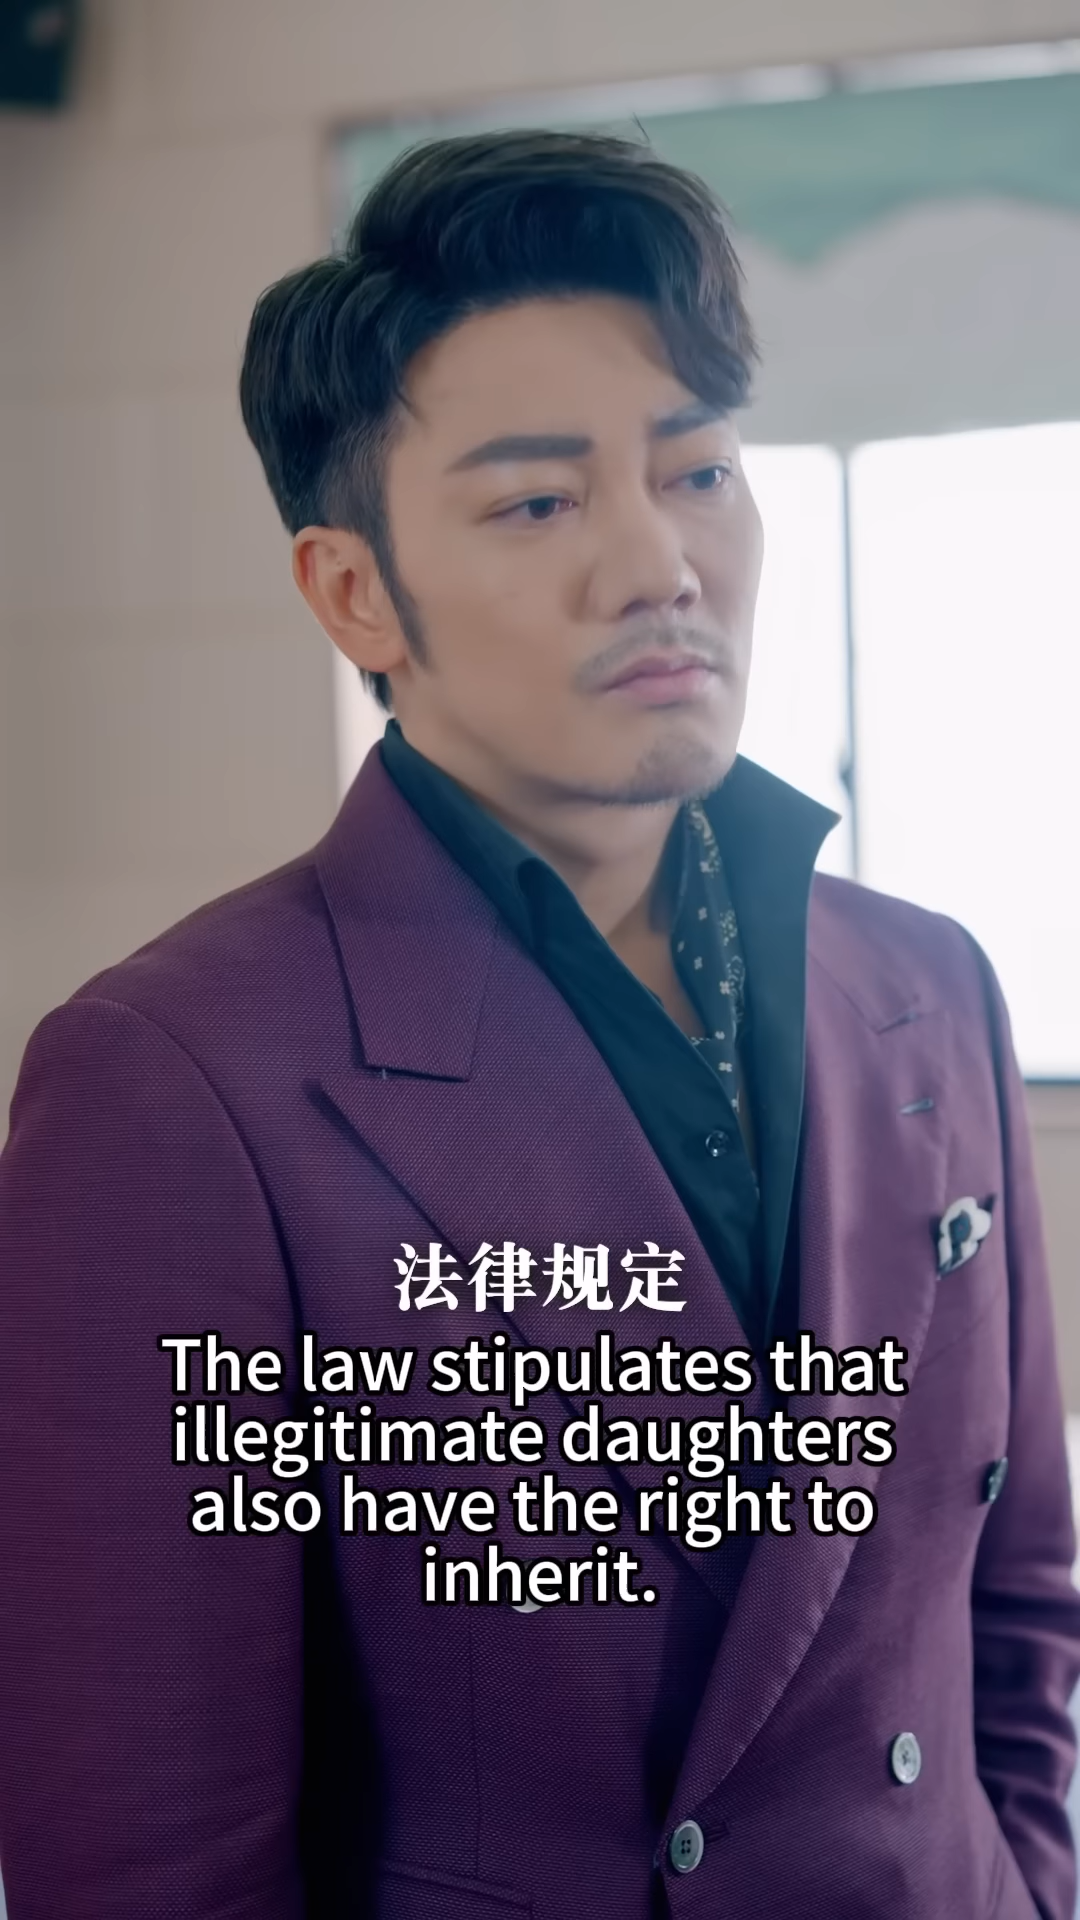 法律规定
The law stipulates that
illegitimate daughters
also have the right to
inherit.